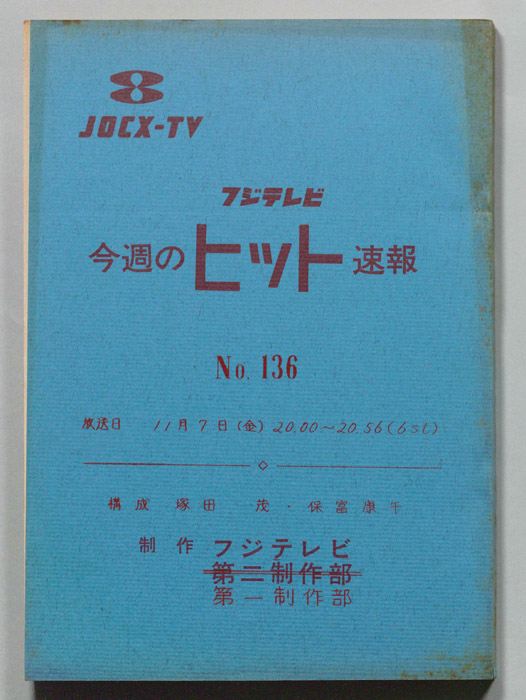 JOCX-TV
フジテレビ
今週のヒット速報
No. 136
放送日 11月7日(金) 20.00～20.56(6st)
構成 塚田 茂・保富康午
制作 フジテレビ
第二制作部
第一制作部